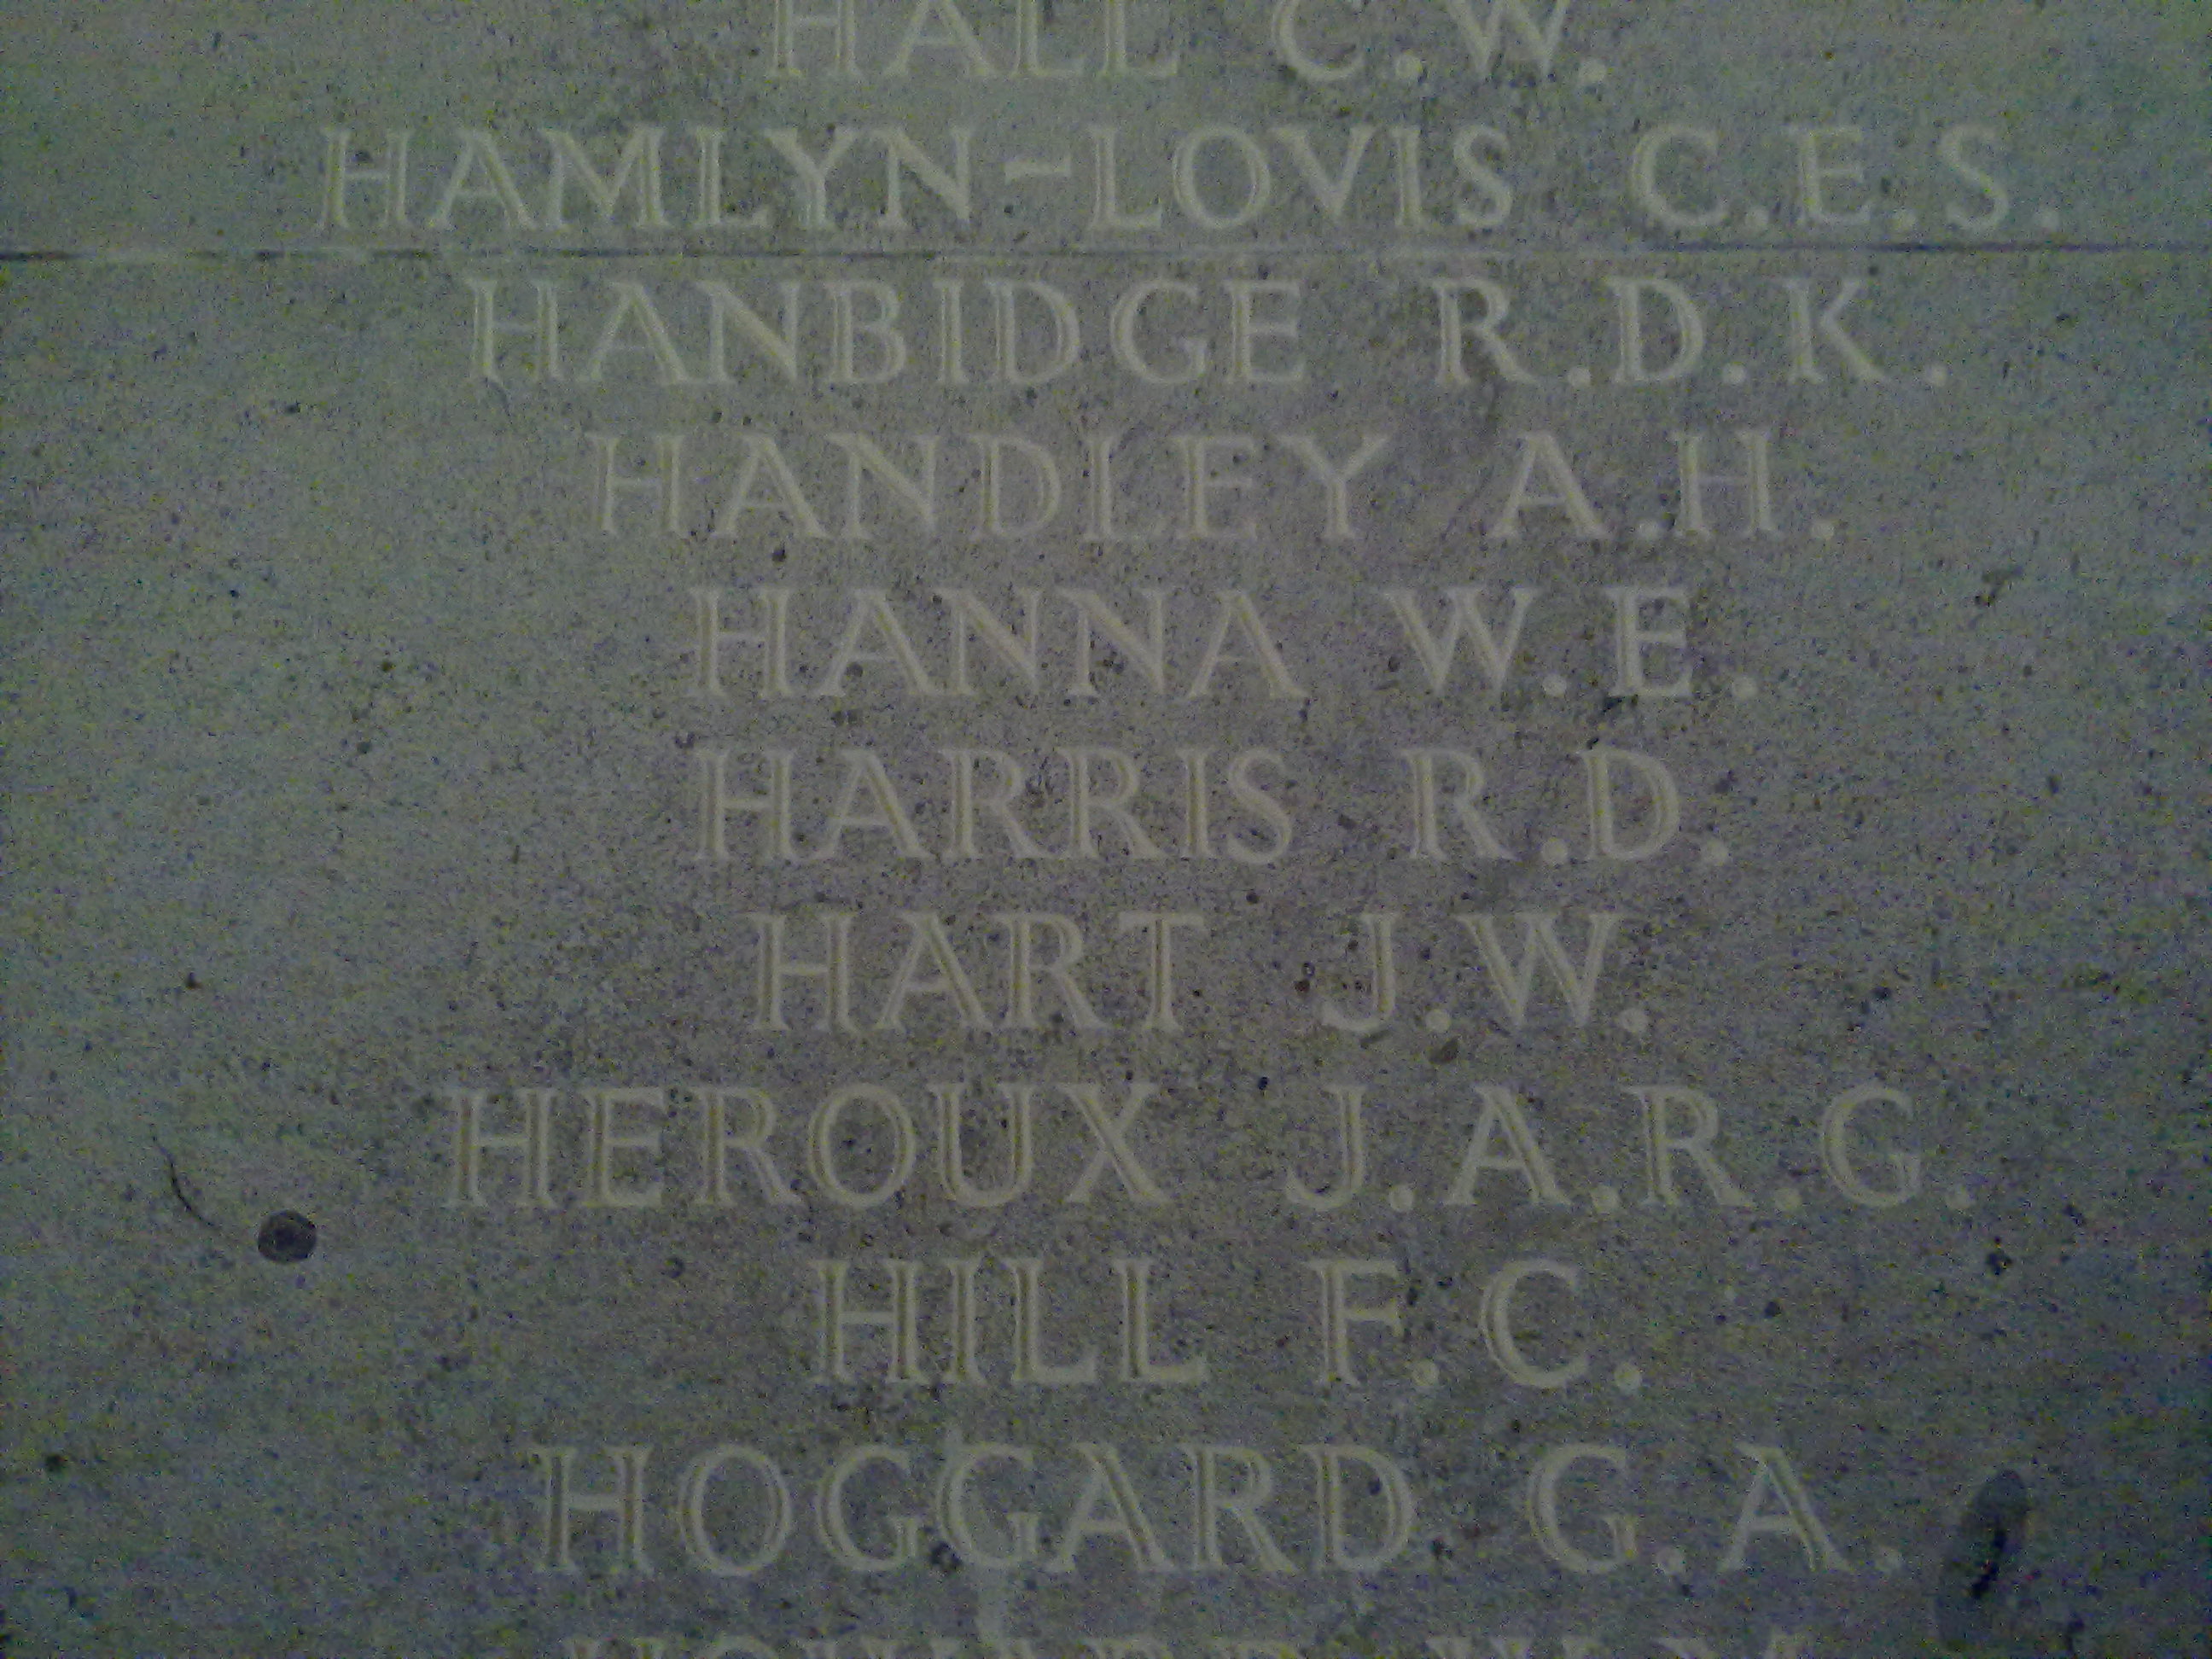 HALL C.W.
HAMLYN-LOVIS C.E.S.
HANBIDGE R.D.K.
HANDLEY A.H.
HANNA W.E.
HARRIS R.D.
HART J.W.
HEROUX J.A.R.G.
HILL F.C.
HOGGARD G.A.